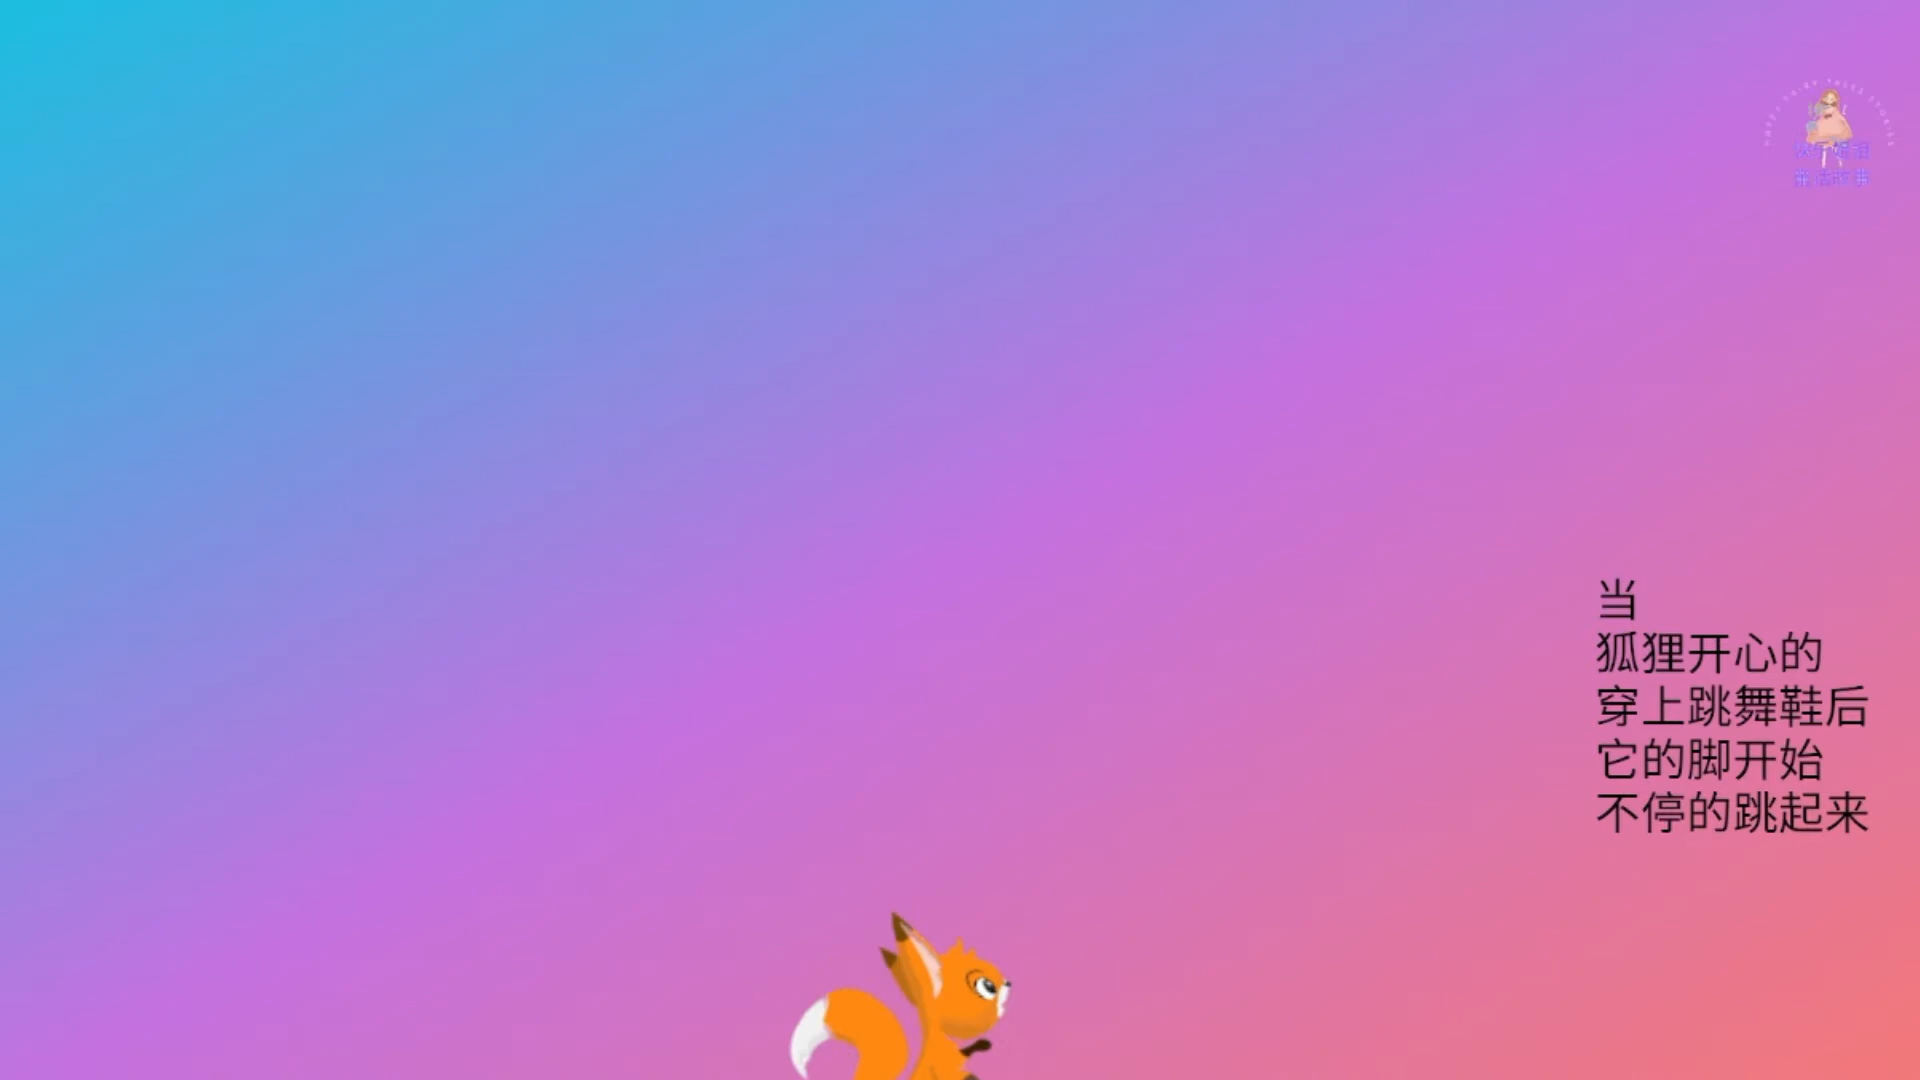 当
狐狸开心的
穿上跳舞鞋后
它的脚开始
不停的跳起来